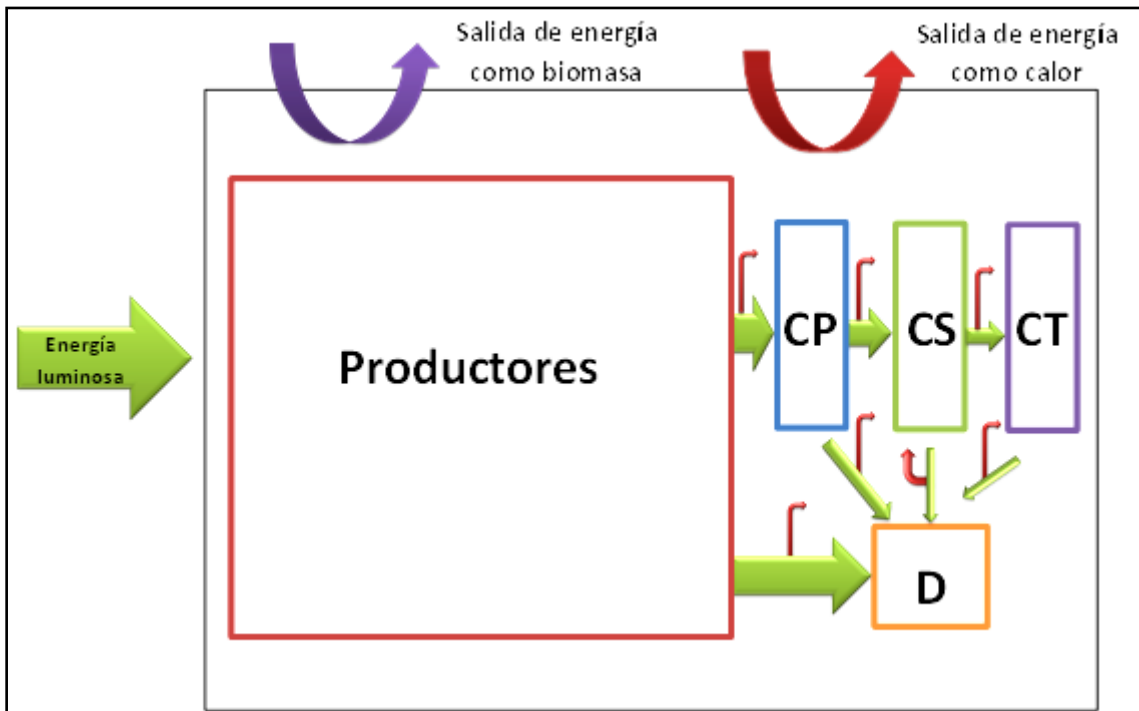 Salida de energía
como biomasa
Salida de energía
como calor
Energía
luminosa
Productores
CP
CS
CT
D